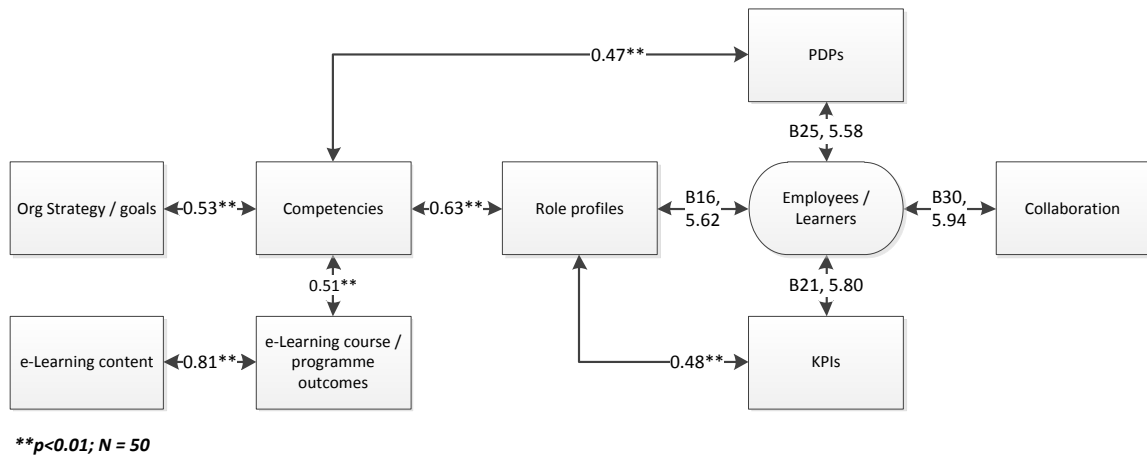 0.47**
PDPs
B25, 5.58
Org Strategy / goals
0.53**
Competencies
0.63**
Role profiles
B16,
5.62
Employees /
Learners
B30,
5.94
Collaboration
0.51**
B21, 5.80
e-Learning content
0.81**
e-Learning course /
programme
outcomes
0.48**
KPIs
**p<0.01; N = 50